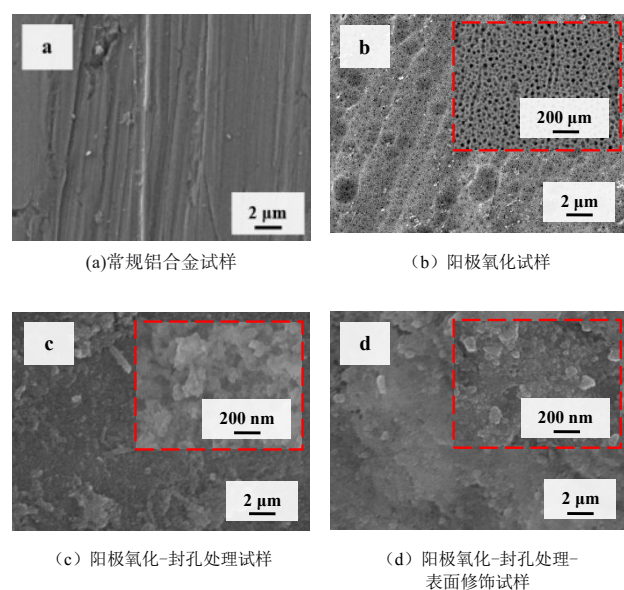 a
2 μm
b
200 μm
2 μm
(a)常规铝合金试样
（b）阳极氧化试样
c
200 nm
2 μm
d
200 nm
2 μm
（c）阳极氧化-封孔处理试样
（d）阳极氧化-封孔处理-
表面修饰试样